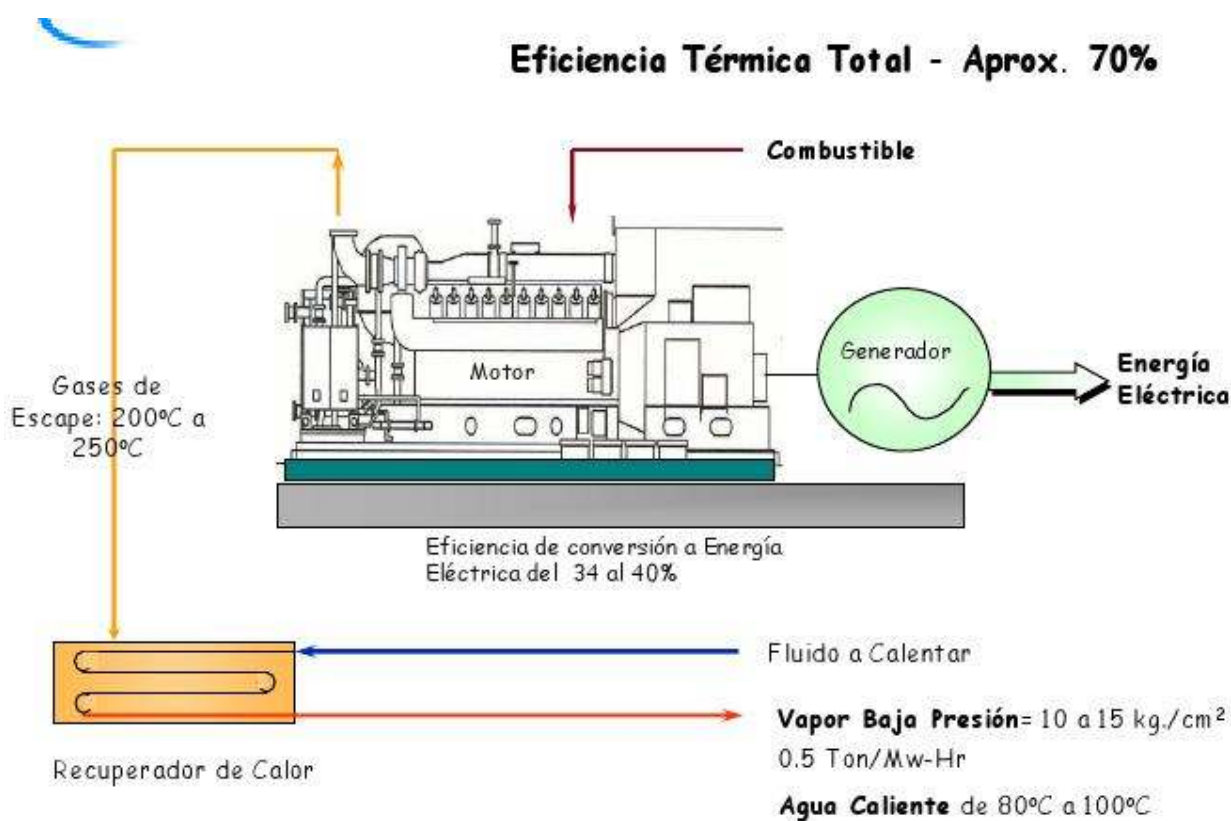 Eficiencia Térmica Total - Aprox. 70%
Combustible
Generador
Motor
Energía
Eléctrica
Gases de
Escape: 200ºC a
250ºC
Eficiencia de conversión a Energía
Eléctrica del 34 al 40%
Fluido a Calentar
Vapor Baja Presión= 10 a 15 kg./cm²
0.5 Ton/Mw-Hr
Recuperador de Calor
Agua Caliente de 80ºC a 100ºC